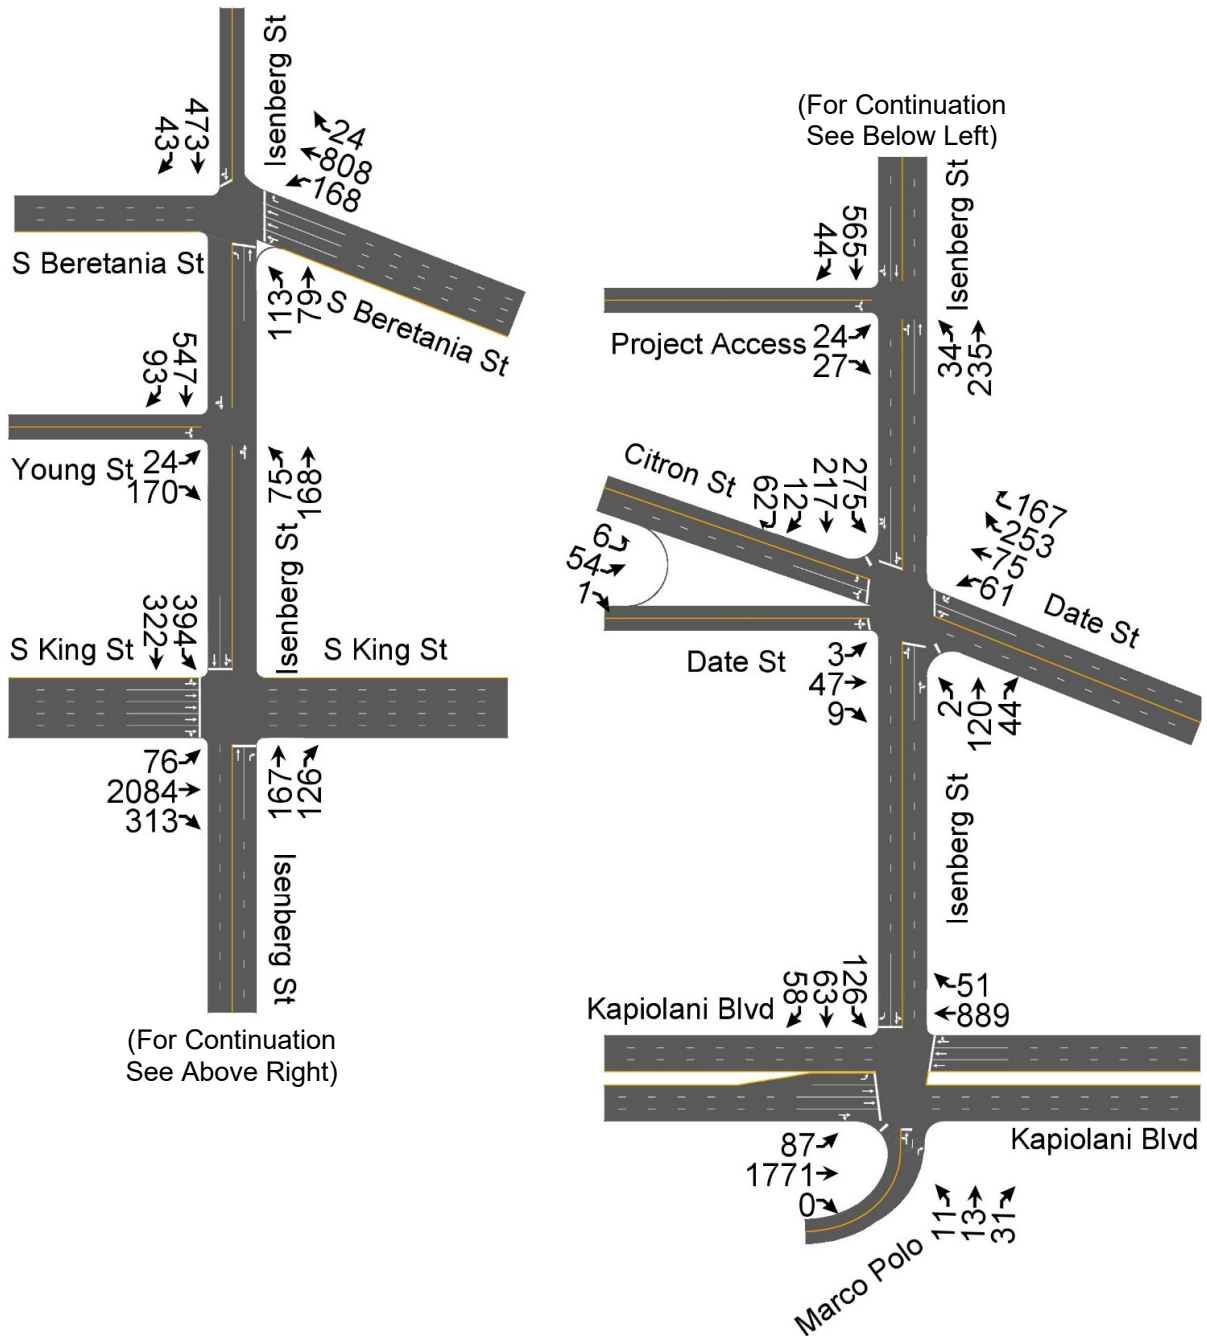 Isenberg St
473
43
24
808
168
S Beretania St
113
79
S Beretania St
547
93
Young St
24
170
75
168
Isenberg St
394
322
S King St
S King St
76
2084
313
167
126
Isenberg St
(For Continuation
See Above Right)
(For Continuation
See Below Left)
Isenberg St
565
44
Project Access
24
27
34
235
Citron St
62
12
217
275
167
253
75
61
Date St
6
54
1
Date St
3
47
9
2
120
44
Isenberg St
126
63
58
Kapiolani Blvd
51
889
87
1771
0
Kapiolani Blvd
11
13
31
Marco Polo